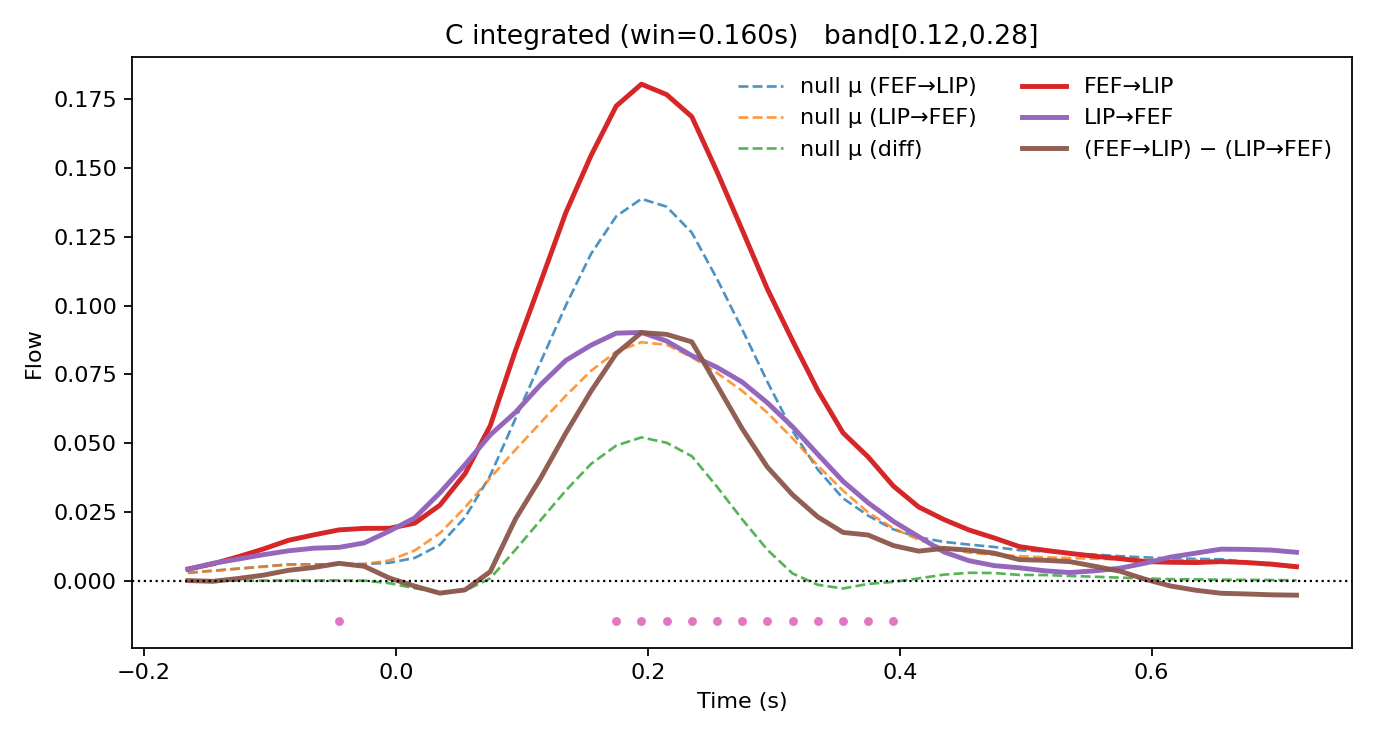 C integrated (win=0.160s)   band[0.12,0.28]
null μ (FEF→LIP)
null μ (LIP→FEF)
null μ (diff)
FEF→LIP
LIP→FEF
(FEF→LIP) − (LIP→FEF)
0.175
0.150
0.125
0.100
0.075
0.050
0.025
0.000
Flow
−0.2
0.0
0.2
0.4
0.6
Time (s)